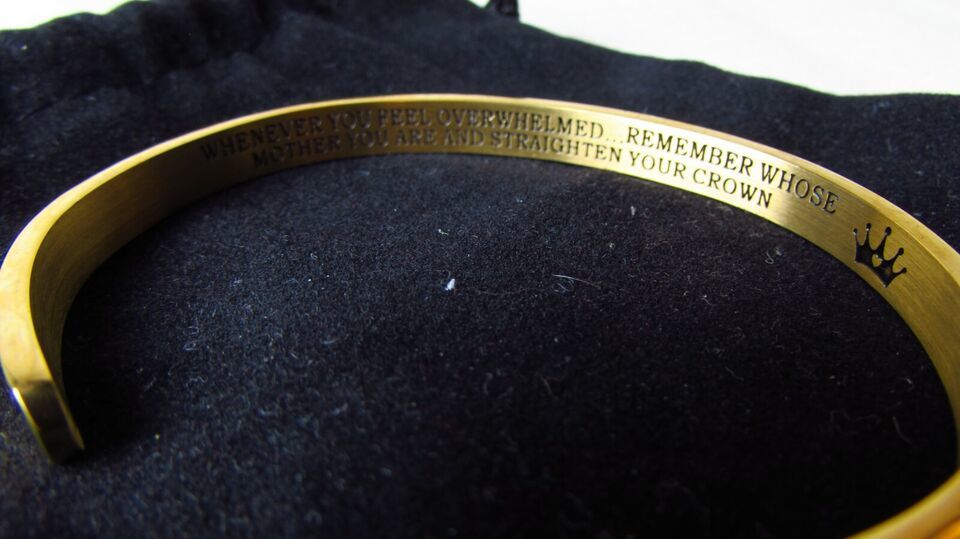 WHENEVER YOU FEEL OVERWHELMED...REMEMBER WHOSE
MOTHER YOU ARE AND STRAIGHTEN YOUR CROWN